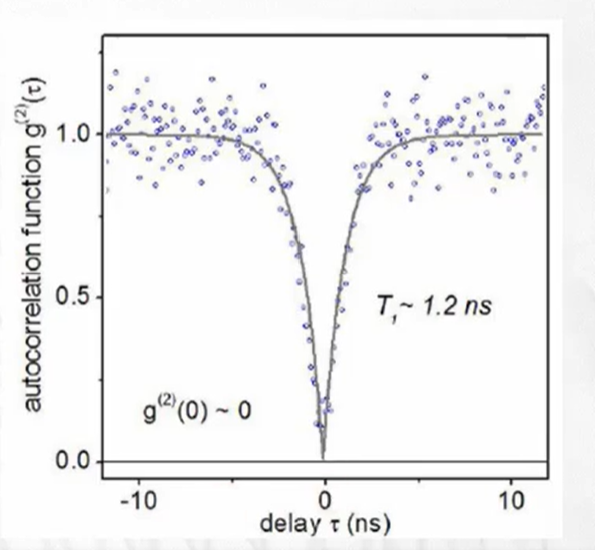 autocorrelation function g⁽²⁾(τ)
1.0
0.5
0.0
T₁~ 1.2 ns
g⁽²⁾(0) ~ 0
-10 0 10
delay τ (ns)